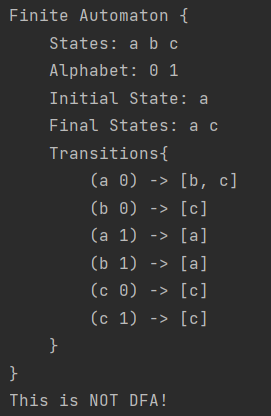 Finite Automaton {
    States: a b c
    Alphabet: 0 1
    Initial State: a
    Final States: a c
    Transitions{
        (a 0) -> [b, c]
        (b 0) -> [c]
        (a 1) -> [a]
        (b 1) -> [a]
        (c 0) -> [c]
        (c 1) -> [c]
    }
}
This is NOT DFA!